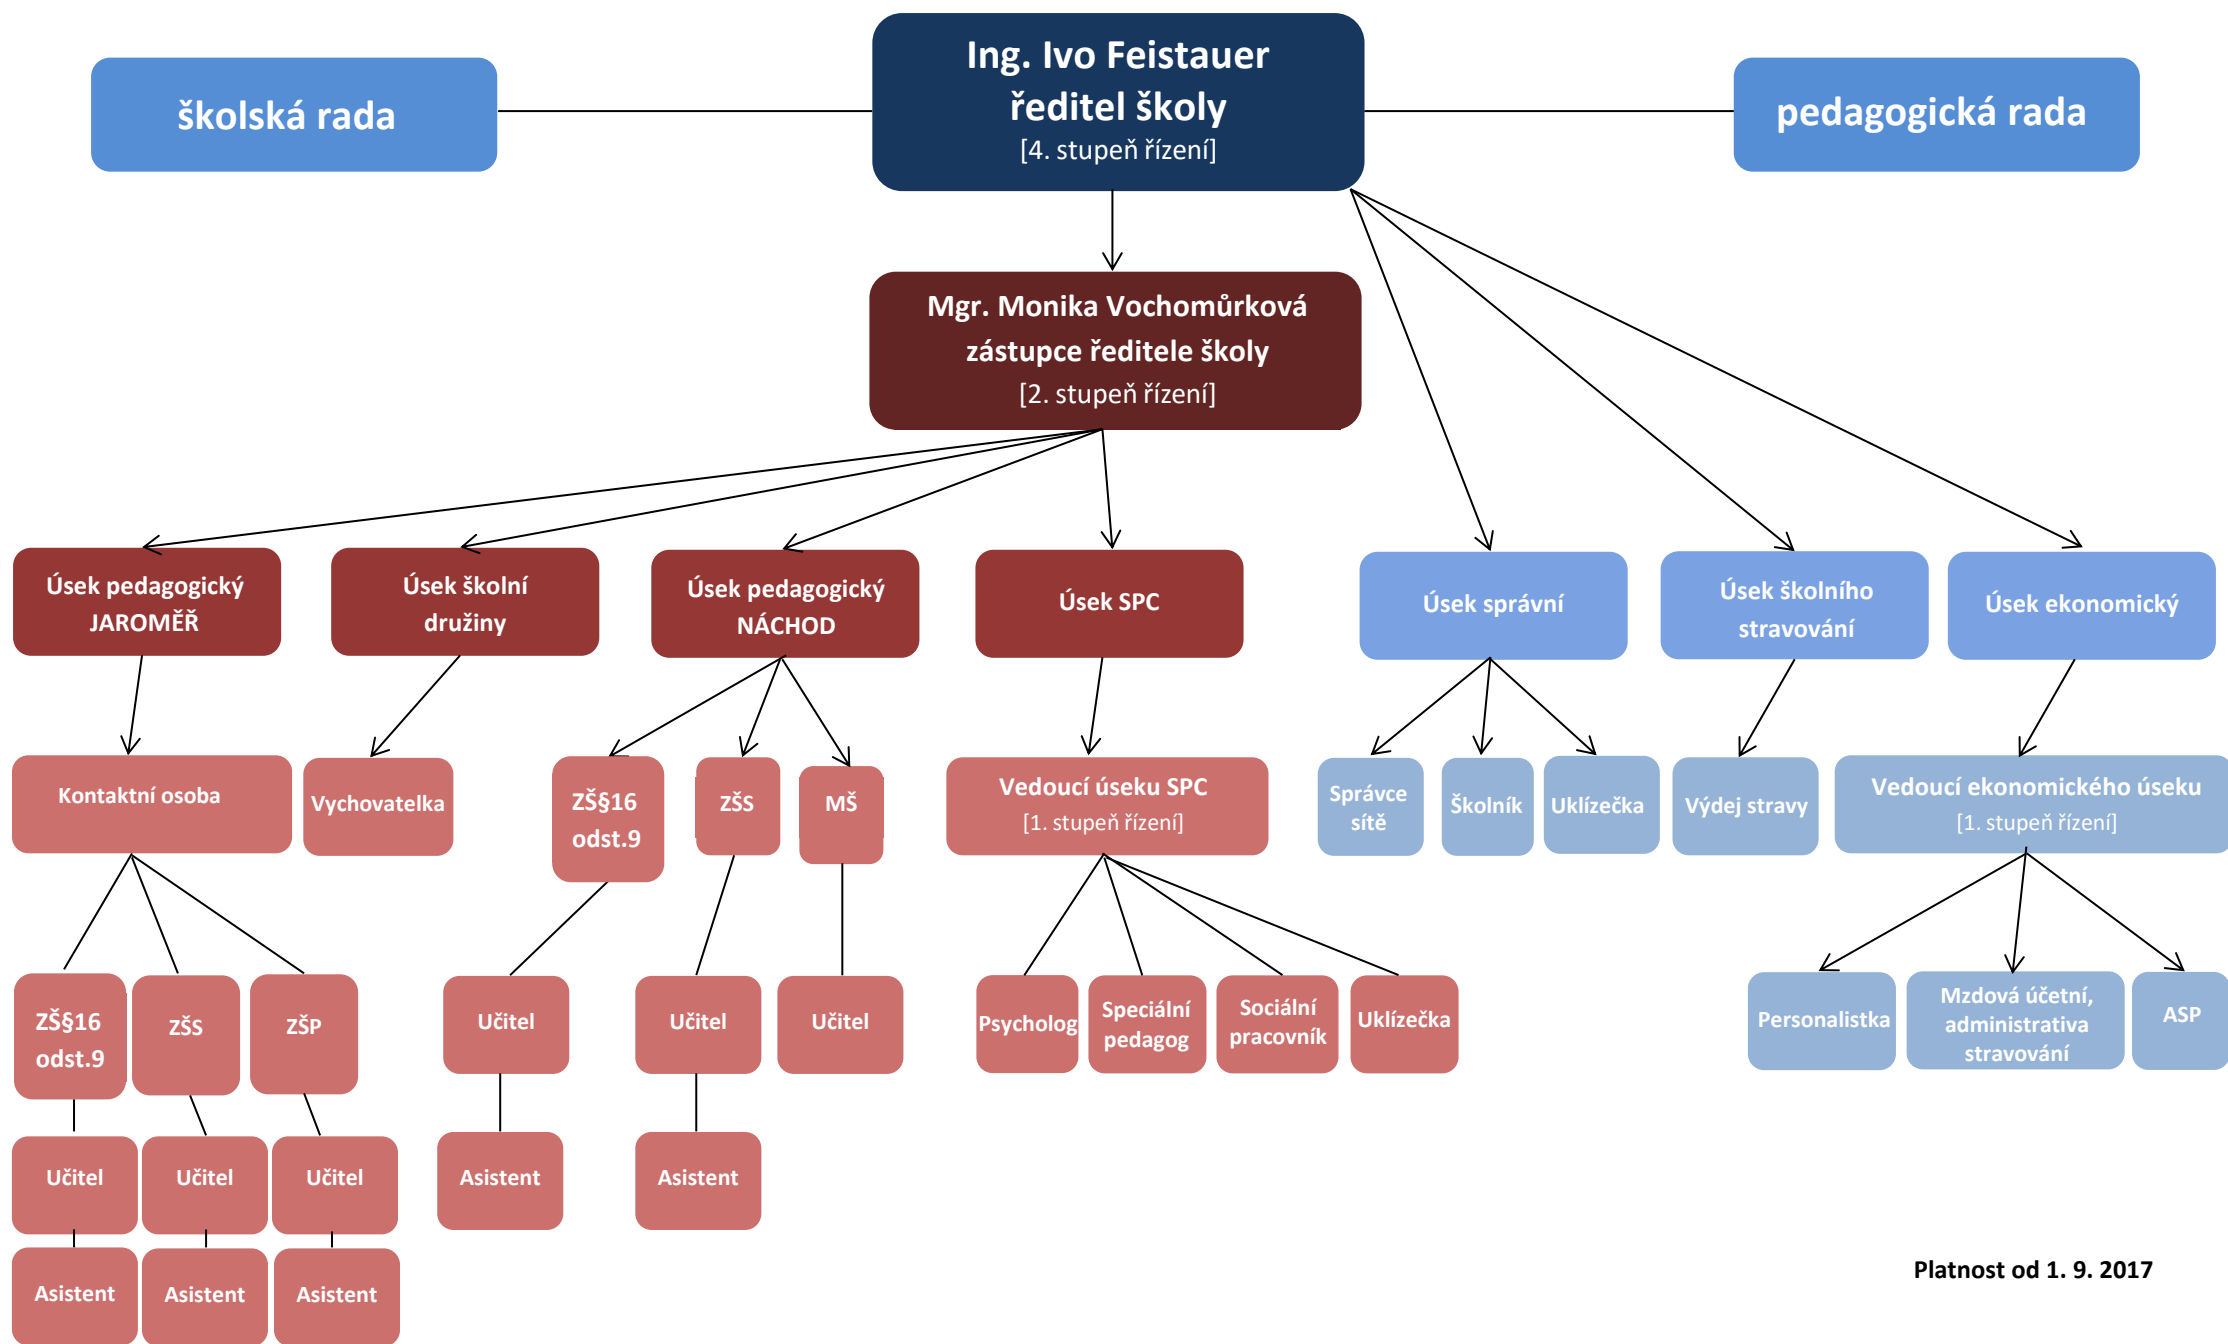 školská rada
Ing. Ivo Feistauer
ředitel školy
[4. stupeň řízení]
pedagogická rada
Mgr. Monika Vochomůrková
zástupce ředitele školy
[2. stupeň řízení]
Úsek pedagogický
JAROMĚŘ
Úsek školní
družiny
Úsek pedagogický
NÁCHOD
Úsek SPC
Úsek správní
Úsek školního
stravování
Úsek ekonomický
Kontaktní osoba
Vychovatelka
ZŠ§16
odst.9
ZŠS
MŠ
Vedoucí úseku SPC
[1. stupeň řízení]
Správce
sítě
Školník
Uklízečka
Výdej stravy
Vedoucí ekonomického úseku
[1. stupeň řízení]
ZŠ§16
odst.9
ZŠS
ZŠP
Učitel
Učitel
Učitel
Psycholog
Speciální
pedagog
Sociální
pracovník
Uklízečka
Personalistka
Mzdová účetní,
administrativa
stravování
ASP
Učitel
Učitel
Učitel
Asistent
Asistent
Asistent
Asistent
Asistent
Platnost od 1. 9. 2017